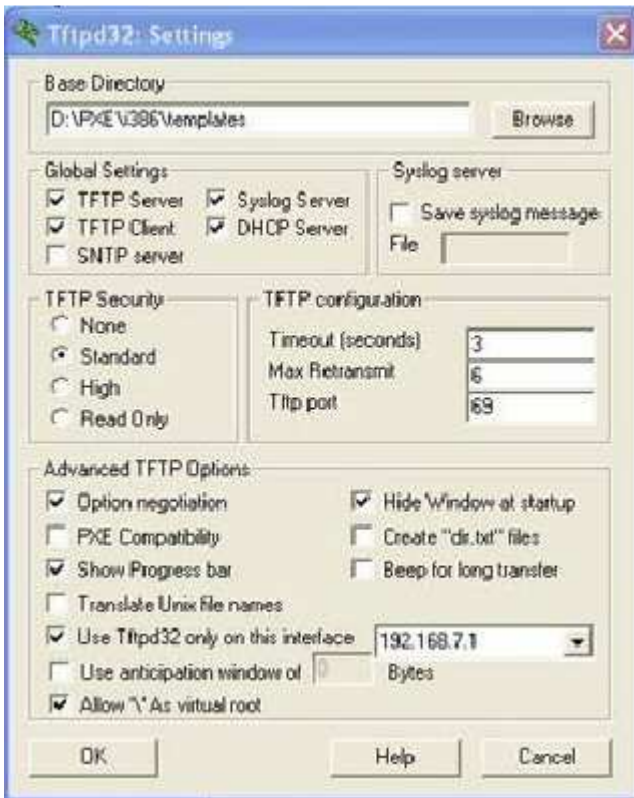 Tftpd32: Settings
Base Directory
D:\PXE\i386\templates
Browse
Global Settings
TFTP Server
Syslog Server
TFTP Client
DHCP Server
SNTP server
Syslog server
Save syslog message
File
TFTP Security
None
Standard
High
Read Only
TFTP configuration
Timeout (seconds)
3
Max Retransmit
6
Tftp port
69
Advanced TFTP Options
Option negotiation
Hide Window at startup
PXE Compatibility
Create "dir.txt" files
Show Progress bar
Beep for long transfer
Translate Unix file names
Use Tftpd32 only on this interface
192.168.7.1
Use anticipation window of
0
Bytes
Allow "\" As virtual root
OK
Help
Cancel